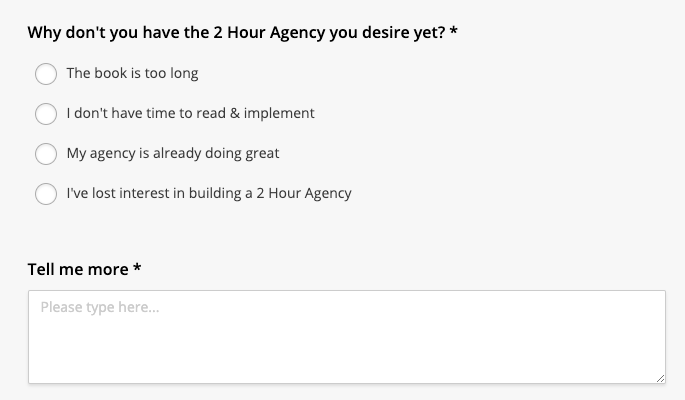 Why don't you have the 2 Hour Agency you desire yet? *
The book is too long
I don't have time to read & implement
My agency is already doing great
I've lost interest in building a 2 Hour Agency
Tell me more *
Please type here...